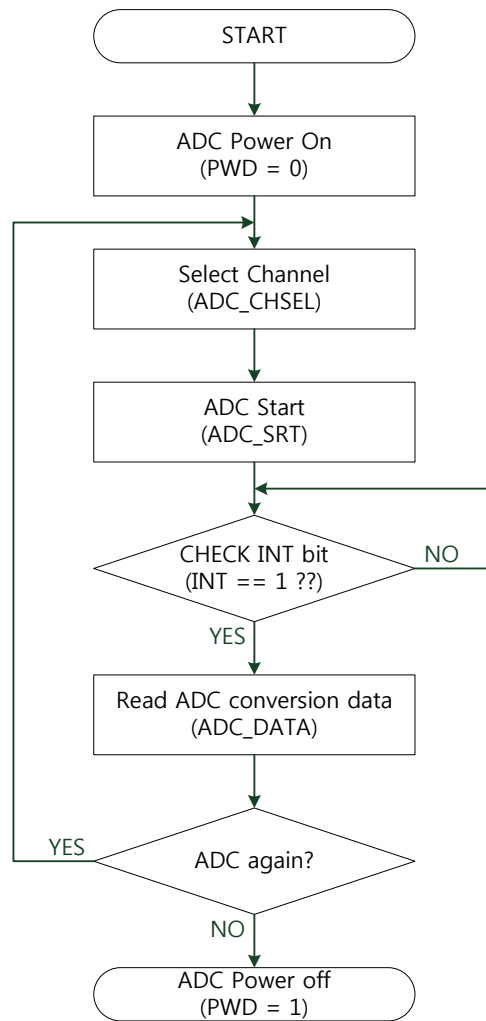 START
ADC Power On
(PWD = 0)
Select Channel
(ADC_CHSEL)
ADC Start
(ADC_SRT)
CHECK INT bit
(INT == 1 ??)
NO
YES
Read ADC conversion data
(ADC_DATA)
YES
ADC again?
NO
ADC Power off
(PWD = 1)